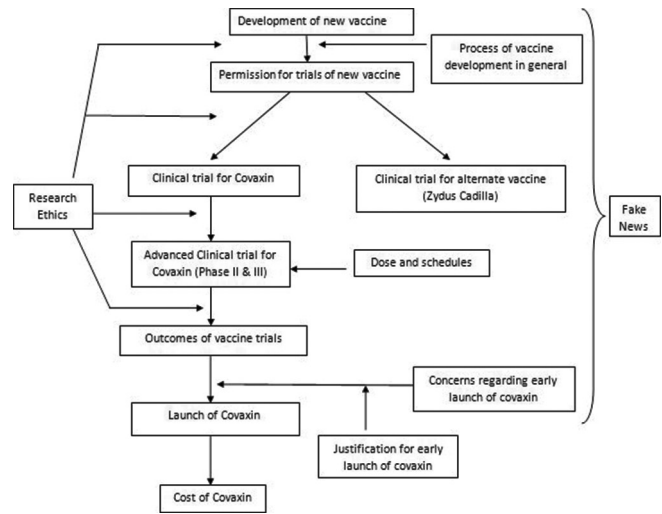 Development of new vaccine
Process of vaccine
development in general
Permission for trials of new vaccine
Clinical trial for Covaxin
Clinical trial for alternate vaccine
(Zydus Cadilla)
Research
Ethics
Fake
News
Advanced Clinical trial for
Covaxin (Phase II & III)
Dose and schedules
Outcomes of vaccine trials
Concerns regarding early
launch of covaxin
Launch of Covaxin
Justification for early
launch of covaxin
Cost of Covaxin